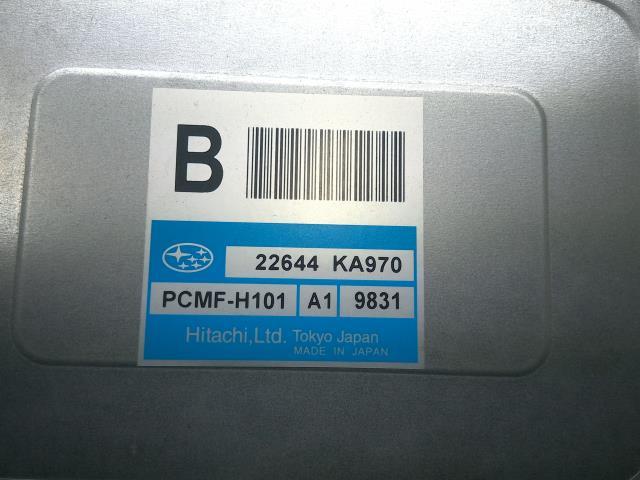 B
22644 KA970
PCMF-H101 A1 9831
Hitachi,Ltd. Tokyo Japan
MADE IN JAPAN